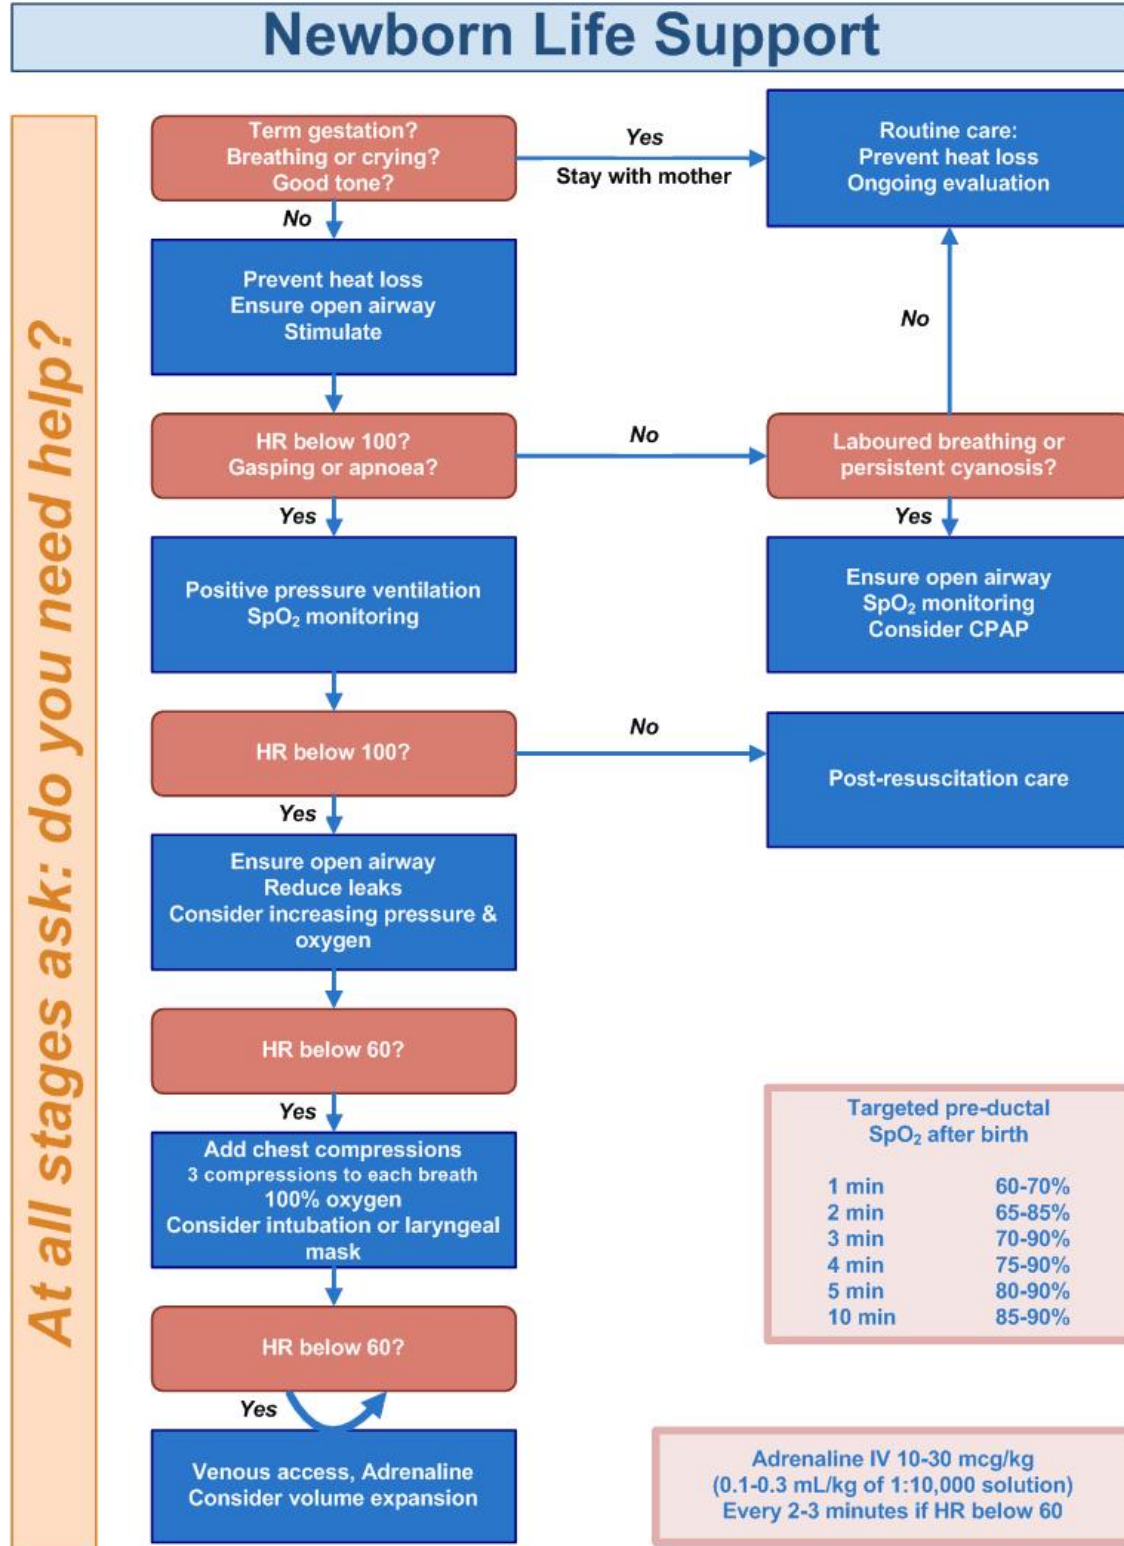 Newborn Life Support
At all stages ask: do you need help?
Term gestation?
Breathing or crying?
Good tone?
Yes
Stay with mother
Routine care:
Prevent heat loss
Ongoing evaluation
No
Prevent heat loss
Ensure open airway
Stimulate
No
HR below 100?
Gasping or apnoea?
No
Laboured breathing or
persistent cyanosis?
Yes
Yes
Positive pressure ventilation
SpO₂ monitoring
Ensure open airway
SpO₂ monitoring
Consider CPAP
HR below 100?
No
Post-resuscitation care
Yes
Ensure open airway
Reduce leaks
Consider increasing pressure &
oxygen
HR below 60?
Yes
Add chest compressions
3 compressions to each breath
100% oxygen
Consider intubation or laryngeal
mask
HR below 60?
Yes
Venous access, Adrenaline
Consider volume expansion
Targeted pre-ductal
SpO₂ after birth
1 min 60-70%
2 min 65-85%
3 min 70-90%
4 min 75-90%
5 min 80-90%
10 min 85-90%
Adrenaline IV 10-30 mcg/kg
(0.1-0.3 mL/kg of 1:10,000 solution)
Every 2-3 minutes if HR below 60